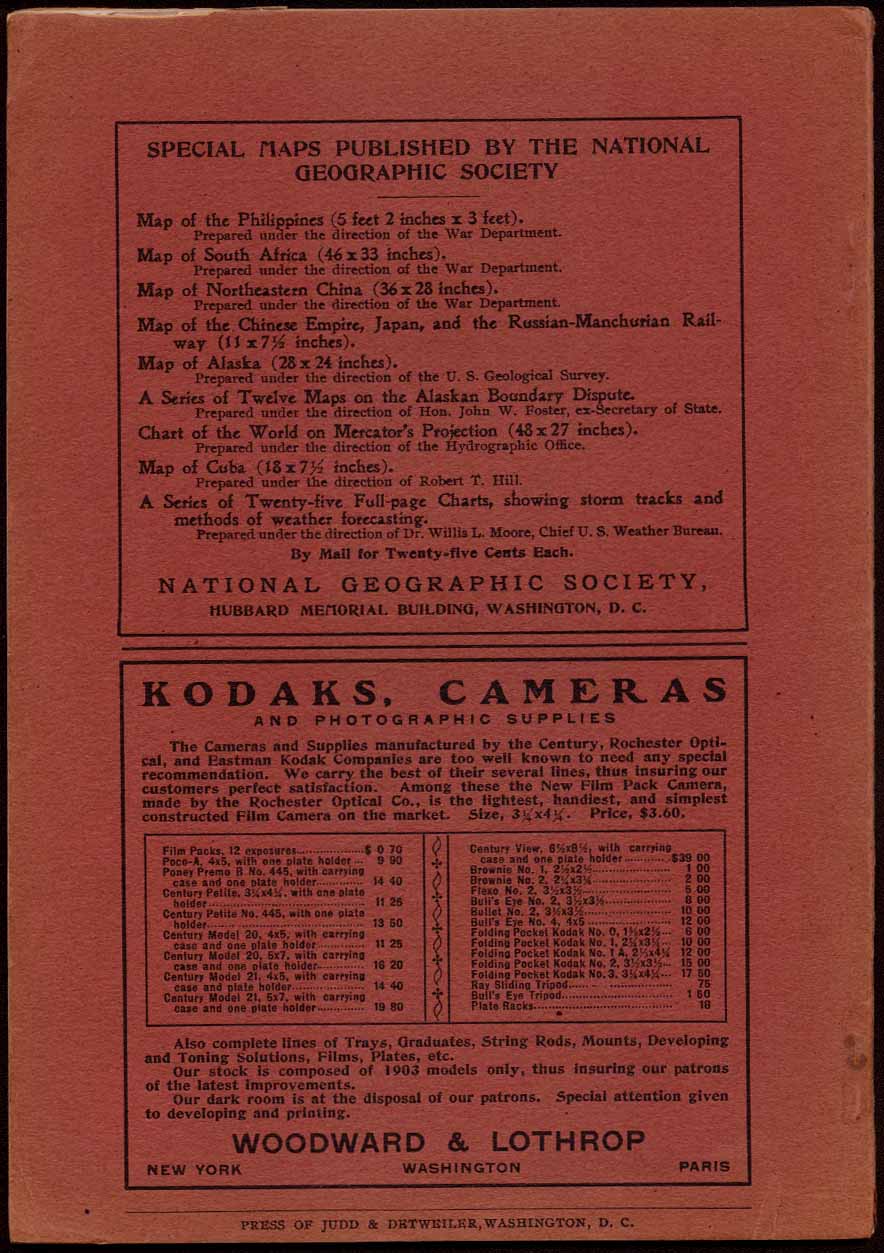 SPECIAL MAPS PUBLISHED BY THE NATIONAL
GEOGRAPHIC SOCIETY
Map of the Philippines (5 feet 2 inches x 3 feet).
Prepared under the direction of the War Department.
Map of South Africa (46 x 33 inches).
Prepared under the direction of the War Department.
Map of Northeastern China (36 x 28 inches).
Prepared under the direction of the War Department.
Map of the Chinese Empire, Japan, and the Russian-Manchurian Rail-
way (11 x 7½ inches).
Map of Alaska (28 x 24 inches).
Prepared under the direction of the U. S. Geological Survey.
A Series of Twelve Maps on the Alaskan Boundary Dispute.
Prepared under the direction of Hon. John W. Foster, ex-Secretary of State.
Chart of the World on Mercator's Projection (48 x 27 inches).
Prepared under the direction of the Hydrographic Office.
Map of Cuba (18 x 7½ inches).
Prepared under the direction of Robert T. Hill.
A Series of Twenty-five Full-page Charts, showing storm tracks and
methods of weather forecasting.
Prepared under the direction of Dr. Willis L. Moore, Chief U. S. Weather Bureau.
By Mail for Twenty-five Cents Each.
NATIONAL GEOGRAPHIC SOCIETY,
HUBBARD MEMORIAL BUILDING, WASHINGTON, D. C.
KODAKS, CAMERAS
AND PHOTOGRAPHIC SUPPLIES
The Cameras and Supplies manufactured by the Century, Rochester Opti-
cal, and Eastman Kodak Companies are too well known to need any special
recommendation. We carry the best of their several lines, thus insuring our
customers perfect satisfaction. Among these the New Film Pack Camera,
made by the Rochester Optical Co., is the lightest, handiest, and simplest
constructed Film Camera on the market. Size, 3¼x4¼. Price, $3.60.
Film Packs, 12 exposures....................$ 0 70
Poco-A, 4x5, with one plate holder ... 9 90
Poney Premo B No. 445, with carrying
case and one plate holder............. 14 40
Century Petite, 3¼x4¼, with one plate
holder............................................. 11 25
Century Petite No. 445, with one plate
holder............................................. 13 50
Century Model 20, 4x5, with carrying
case and one plate holder............. 11 25
Century Model 20, 5x7, with carrying
case and one plate holder............. 16 20
Century Model 21, 4x5, with carrying
case and plate holder.................... 14 40
Century Model 21, 5x7, with carrying
case and one plate holder............. 19 80
Century View, 6½x8½, with carrying
case and one plate holder............$39 00
Brownie No. 1, 2¼x2¼..................... 1 00
Brownie No. 2, 2¼x3¼..................... 2 00
Flexo No. 2, 3½x3½......................... 5 00
Bull's Eye No. 2, 3½x3½.................. 8 00
Bullet No. 2, 3½x3½........................ 10 00
Bull's Eye No. 4, 4x5....................... 12 00
Folding Pocket Kodak No. 0, 1⅝x2½... 6 00
Folding Pocket Kodak No. 1, 2¼x3¼... 10 00
Folding Pocket Kodak No. 1 A, 2½x4¼ 12 00
Folding Pocket Kodak No. 2, 3½x3½... 15 00
Folding Pocket Kodak No. 3, 3¼x4¼... 17 50
Ray Sliding Tripod........................... 75
Bull's Eye Tripod............................. 1 50
Plate Racks..................................... 18
Also complete lines of Trays, Graduates, String Rods, Mounts, Developing
and Toning Solutions, Films, Plates, etc.
Our stock is composed of 1903 models only, thus insuring our patrons
of the latest improvements.
Our dark room is at the disposal of our patrons. Special attention given
to developing and printing.
WOODWARD & LOTHROP
NEW YORK WASHINGTON PARIS
PRESS OF JUDD & DETWEILER, WASHINGTON, D. C.